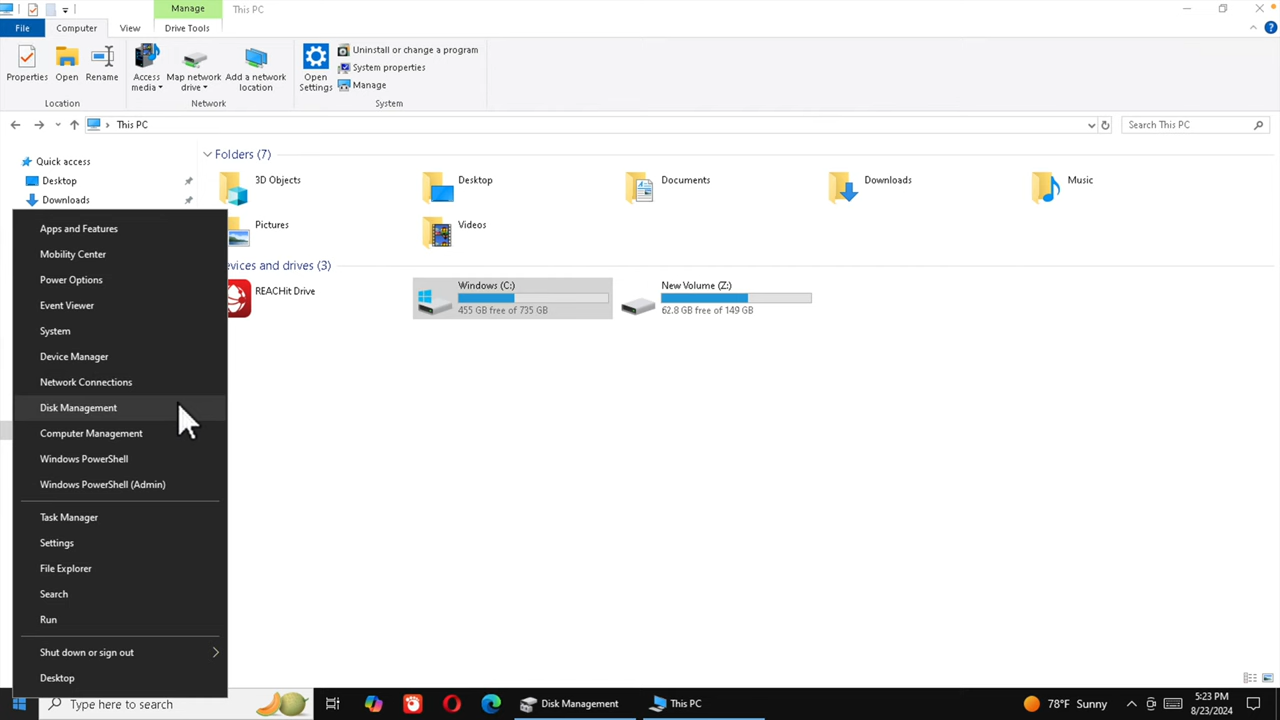 Manage
This PC
File
Computer
View
Drive Tools
Properties
Open
Rename
Access media
Map network drive
Add a network location
Open Settings
Uninstall or change a program
System properties
Manage
Location
Network
System
This PC
Search This PC
Quick access
Desktop
Downloads
Folders (7)
3D Objects
Desktop
Documents
Downloads
Music
Pictures
Videos
evices and drives (3)
REACHit Drive
Windows (C:)
455 GB free of 735 GB
New Volume (Z:)
62.8 GB free of 149 GB
Apps and Features
Mobility Center
Power Options
Event Viewer
System
Device Manager
Network Connections
Disk Management
Computer Management
Windows PowerShell
Windows PowerShell (Admin)
Task Manager
Settings
File Explorer
Search
Run
Shut down or sign out
Desktop
Type here to search
Disk Management
This PC
78°F Sunny
5:23 PM
8/23/2024